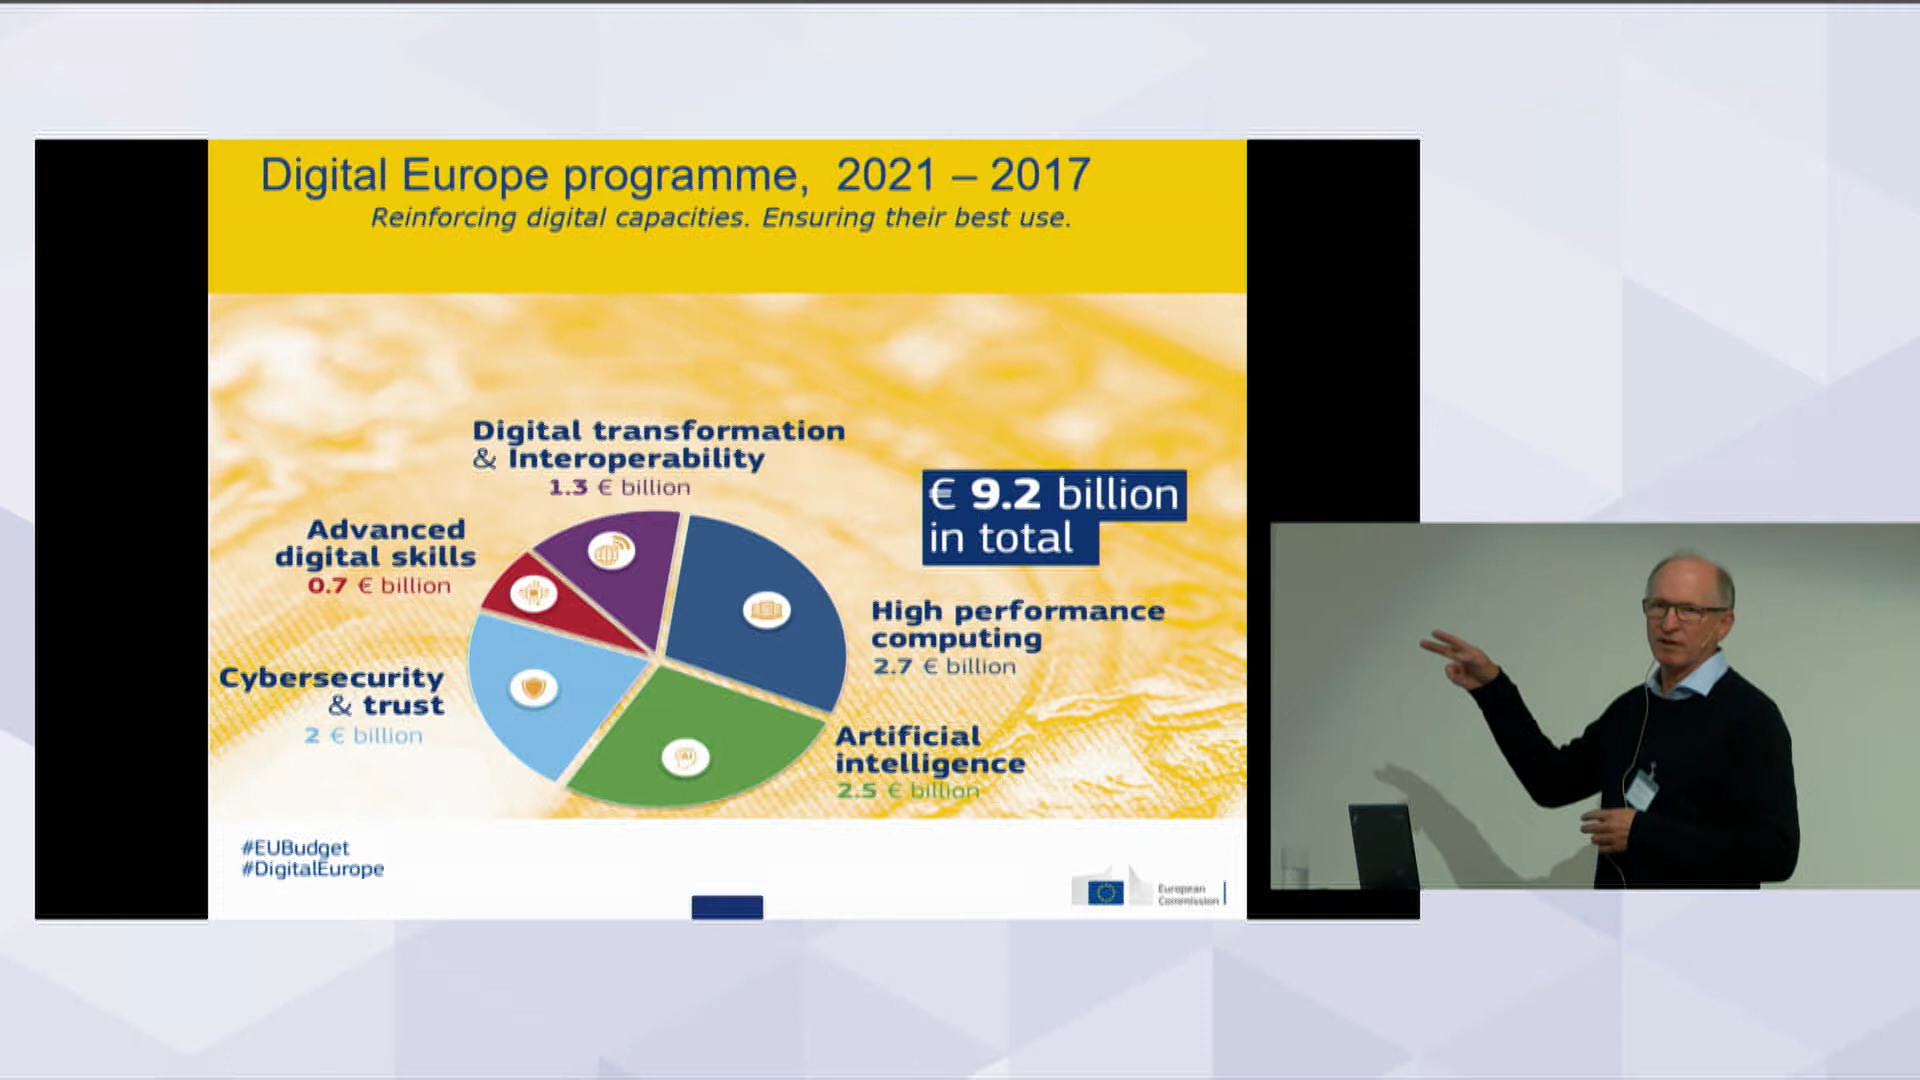 Digital Europe programme, 2021 – 2017
Reinforcing digital capacities. Ensuring their best use.
Digital transformation
& Interoperability
1.3 € billion
€ 9.2 billion
in total
Advanced
digital skills
0.7 € billion
High performance
computing
2.7 € billion
Cybersecurity
& trust
2 € billion
Artificial
intelligence
2.5 € billion
AI
#EUBudget
#DigitalEurope
European
Commission